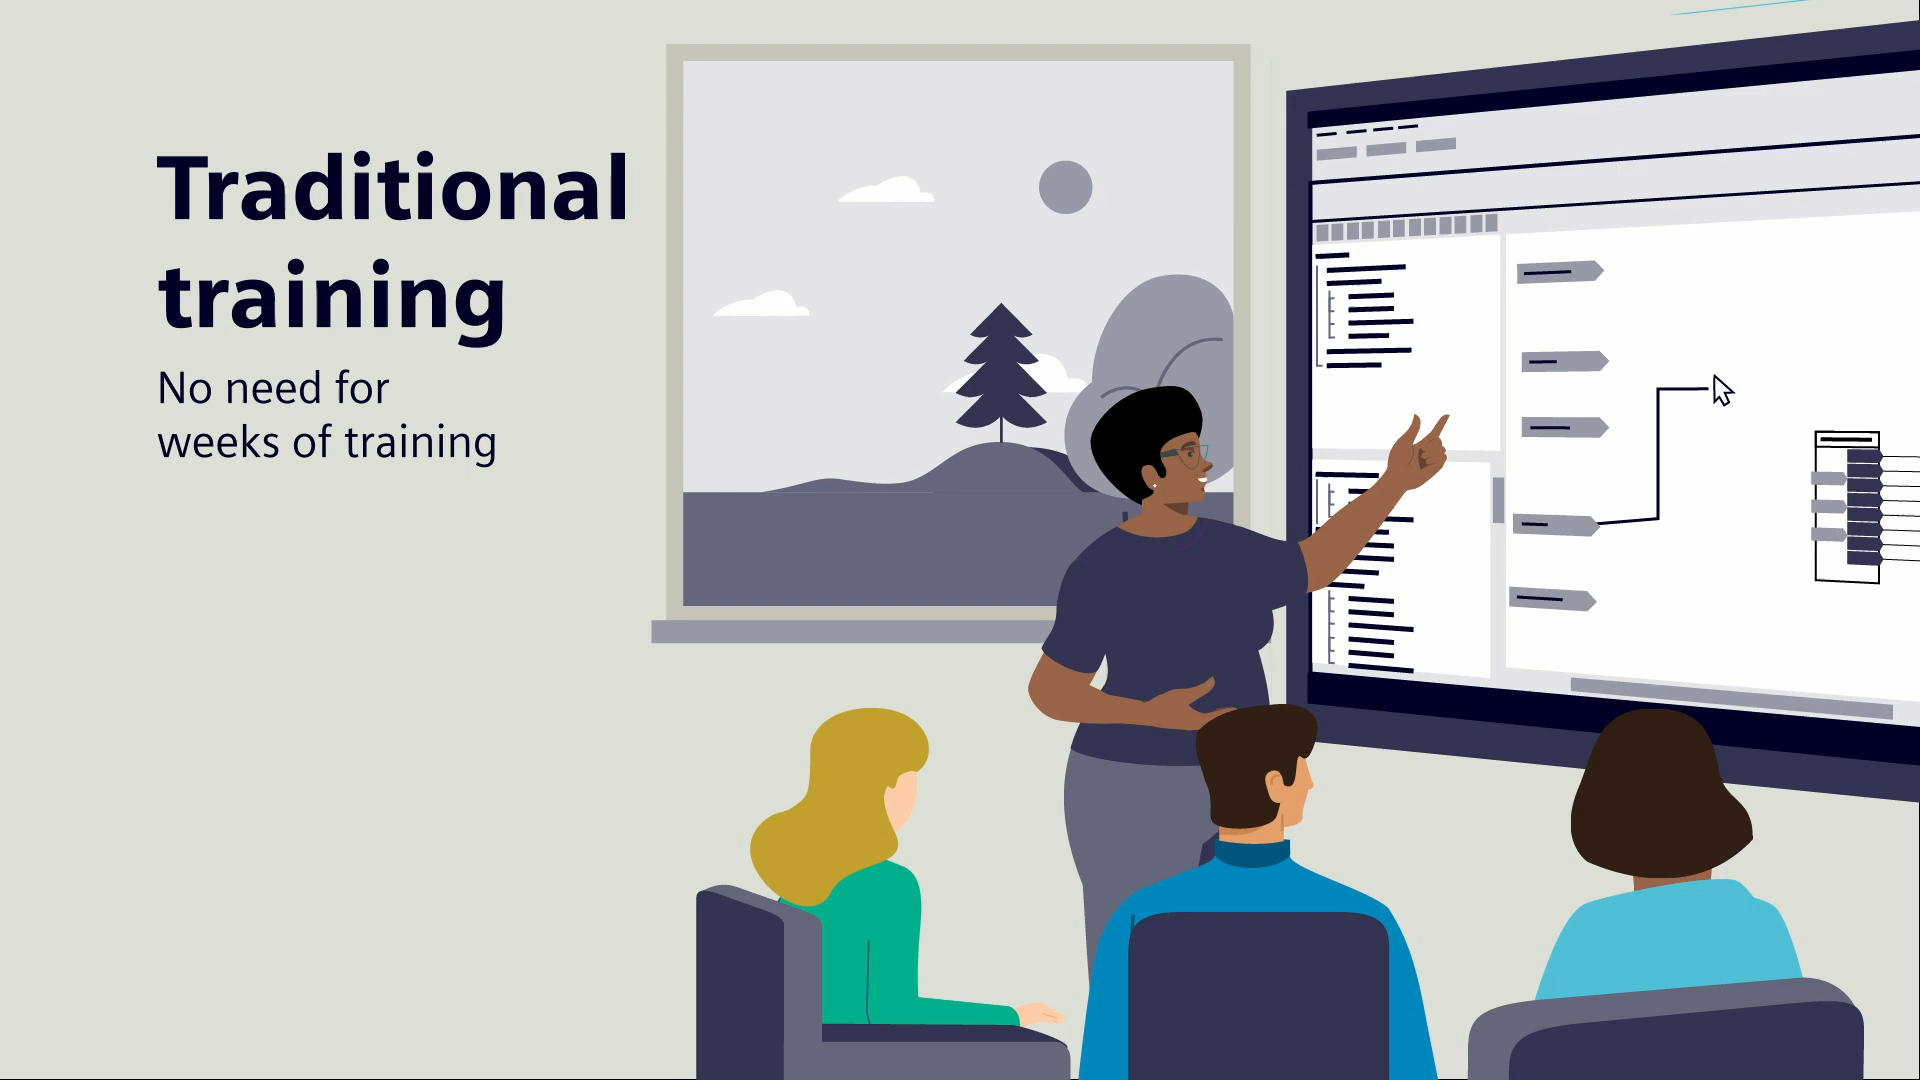 Traditional
training
No need for
weeks of training